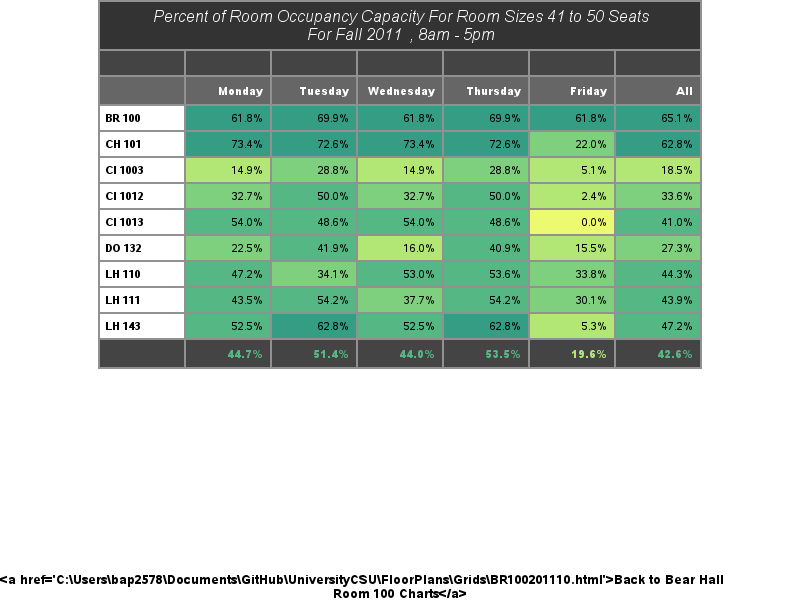 Percent of Room Occupancy Capacity For Room Sizes 41 to 50 Seats
For Fall 2011 , 8am - 5pm
Monday Tuesday Wednesday Thursday Friday All
BR 100 61.8% 69.9% 61.8% 69.9% 61.8% 65.1%
CH 101 73.4% 72.6% 73.4% 72.6% 22.0% 62.8%
CI 1003 14.9% 28.8% 14.9% 28.8% 5.1% 18.5%
CI 1012 32.7% 50.0% 32.7% 50.0% 2.4% 33.6%
CI 1013 54.0% 48.6% 54.0% 48.6% 0.0% 41.0%
DO 132 22.5% 41.9% 16.0% 40.9% 15.5% 27.3%
LH 110 47.2% 34.1% 53.0% 53.6% 33.8% 44.3%
LH 111 43.5% 54.2% 37.7% 54.2% 30.1% 43.9%
LH 143 52.5% 62.8% 52.5% 62.8% 5.3% 47.2%
44.7% 51.4% 44.0% 53.5% 19.6% 42.6%
<a href='C:\Users\bap2578\Documents\GitHub\UniversityCSU\FloorPlans\Grids\BR100201110.html'>Back to Bear Hall
Room 100 Charts</a>